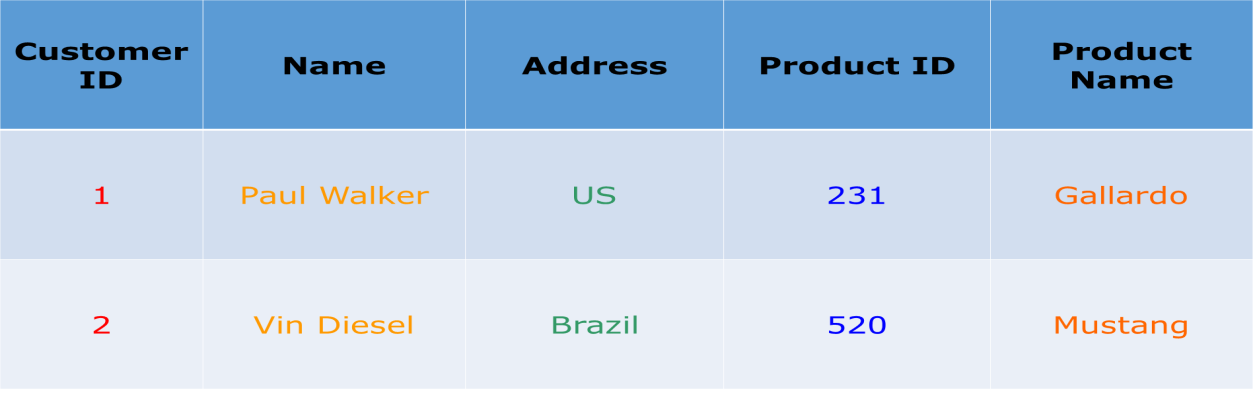 Customer ID Name Address Product ID Product Name
1 Paul Walker US 231 Gallardo
2 Vin Diesel Brazil 520 Mustang